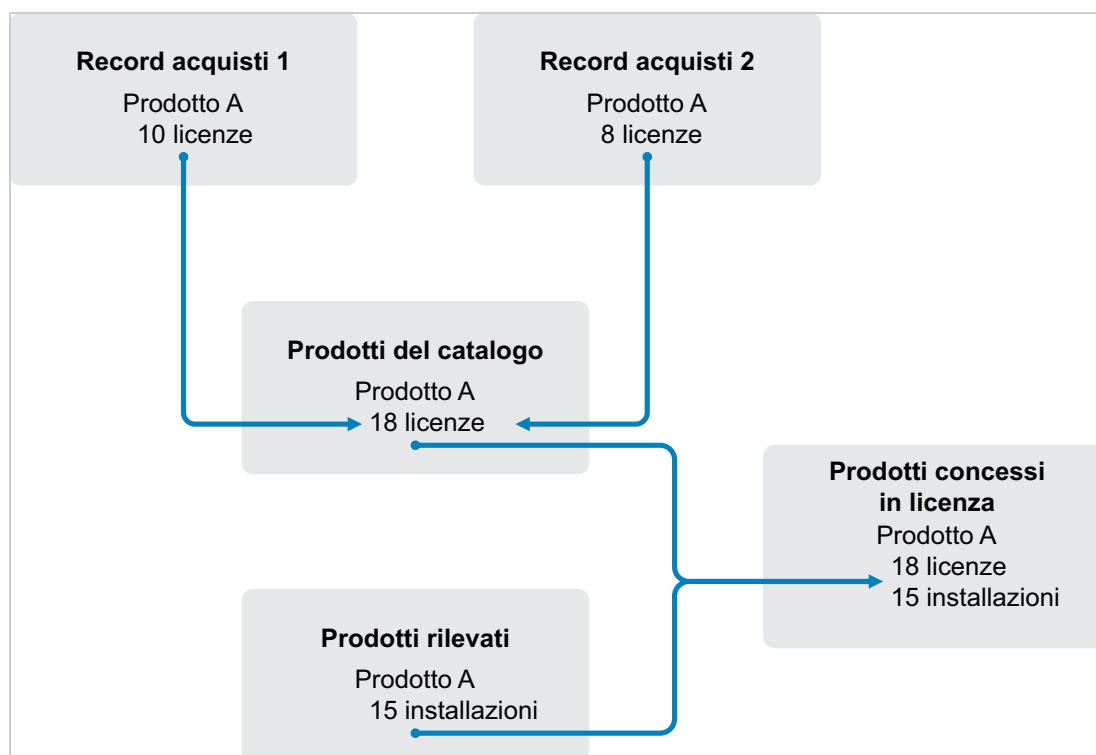 Record acquisti 1
Prodotto A
10 licenze
Record acquisti 2
Prodotto A
8 licenze
Prodotti del catalogo
Prodotto A
18 licenze
Prodotti concessi
in licenza
Prodotto A
18 licenze
15 installazioni
Prodotti rilevati
Prodotto A
15 installazioni